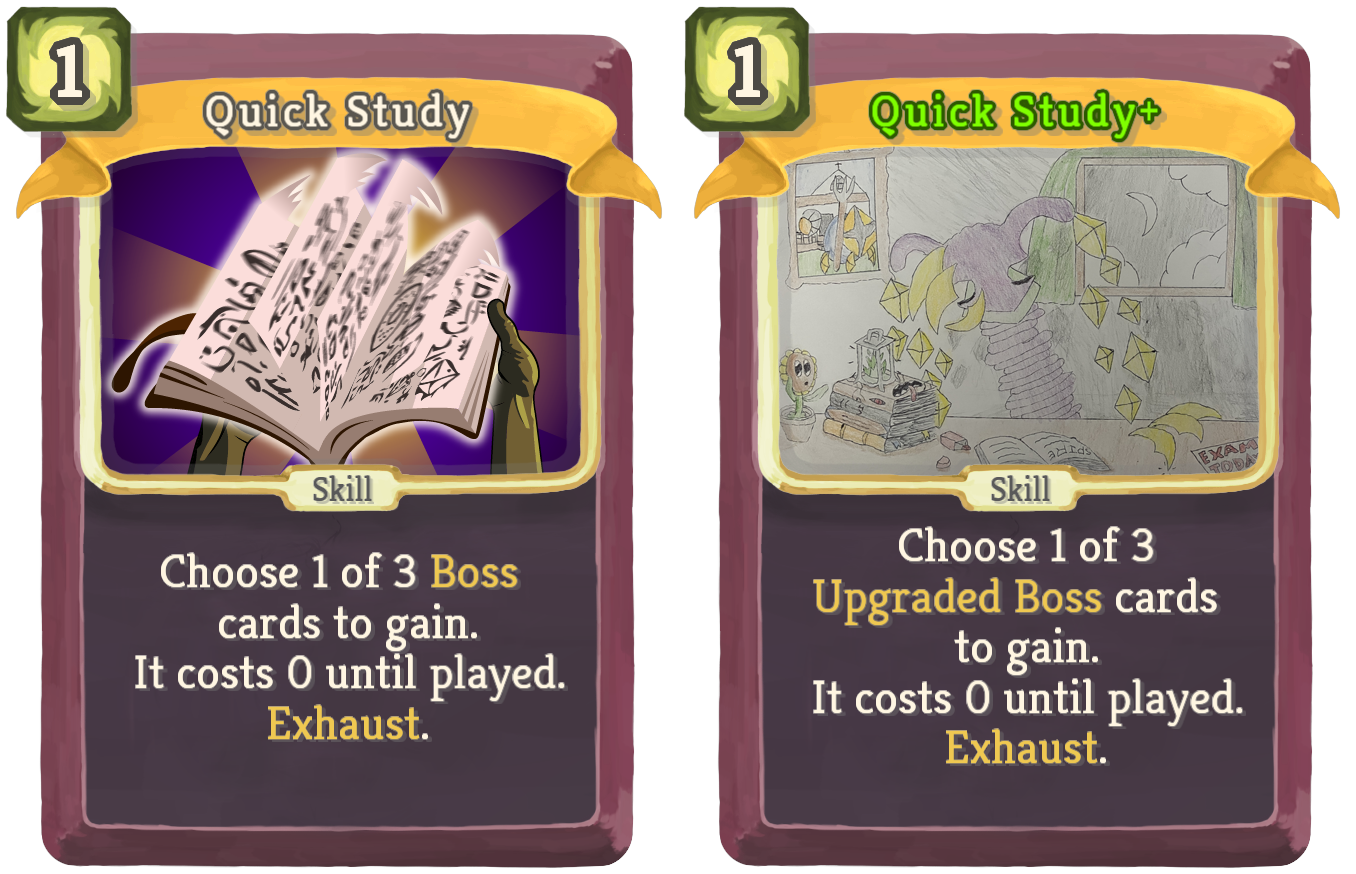 1
Quick Study
Skill
Choose 1 of 3 Boss
cards to gain.
It costs 0 until played.
Exhaust.
1
Quick Study+
EXAM
TODA
Skill
Choose 1 of 3
Upgraded Boss cards
to gain.
It costs 0 until played.
Exhaust.